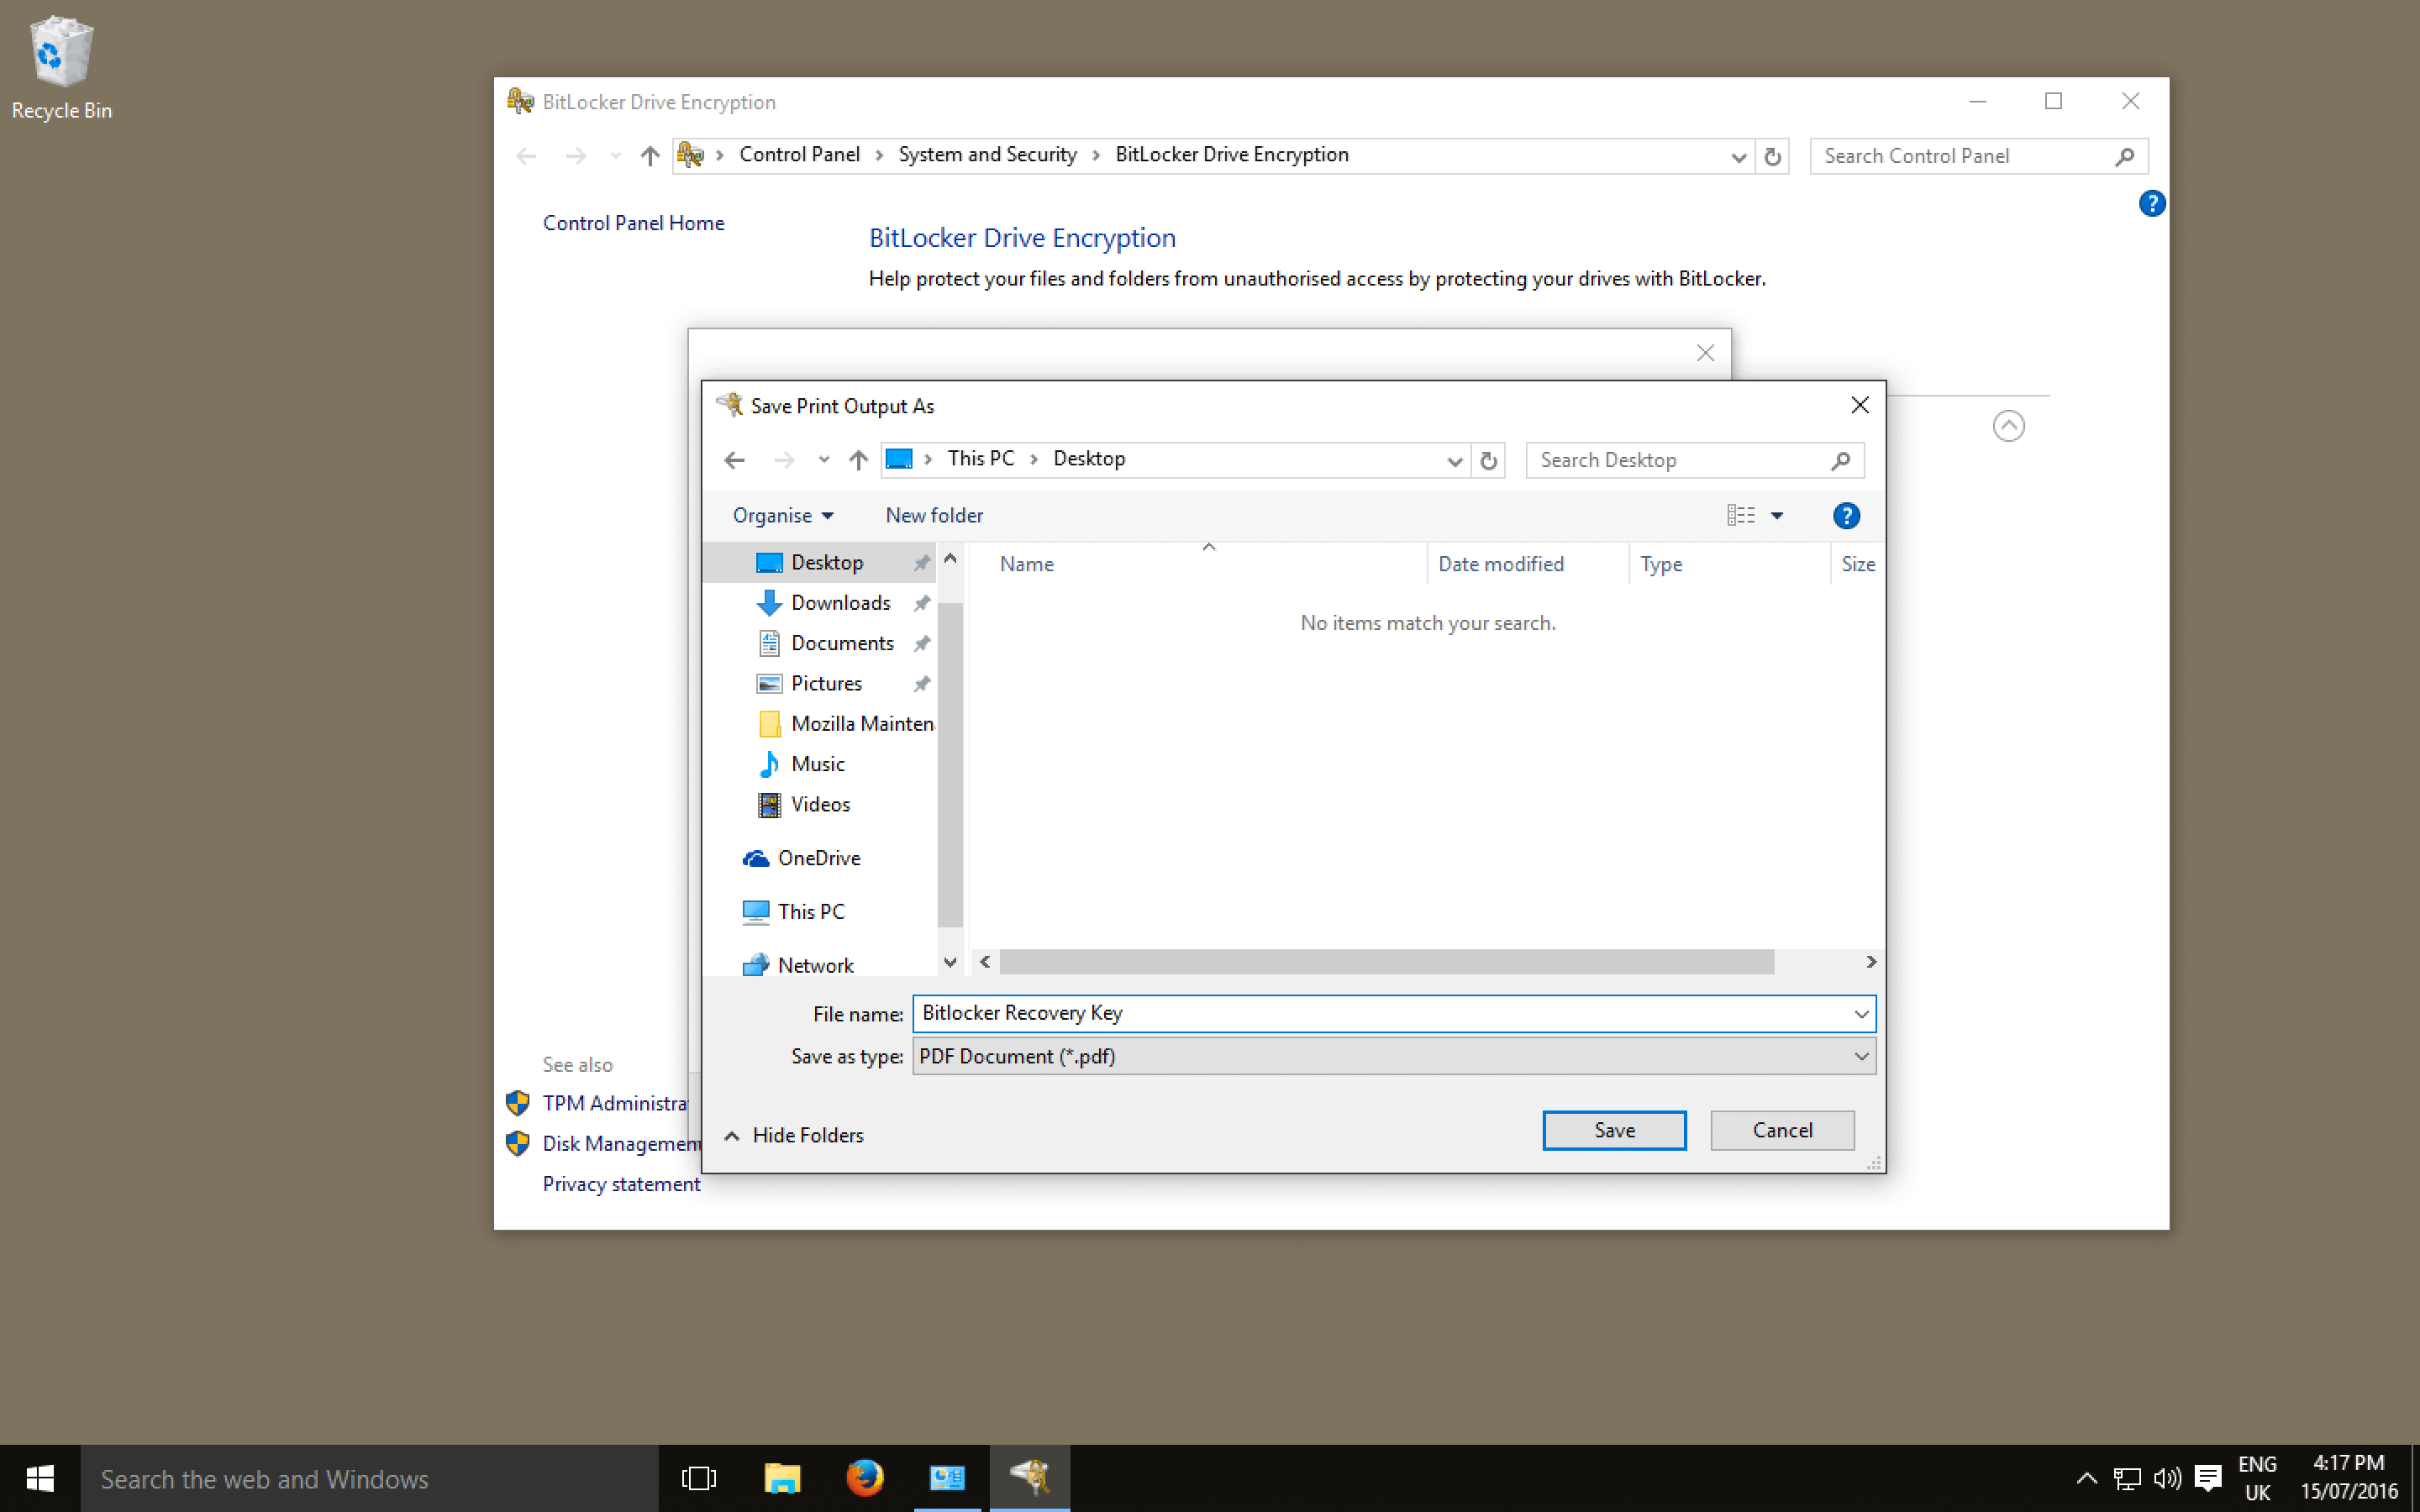 Recycle Bin
BitLocker Drive Encryption
Control Panel
System and Security
BitLocker Drive Encryption
Search Control Panel
?
Control Panel Home
BitLocker Drive Encryption
Help protect your files and folders from unauthorised access by protecting your drives with BitLocker.
Save Print Output As
This PC
Desktop
Search Desktop
Organise
New folder
?
Desktop
Name
Date modified
Type
Size
Downloads
No items match your search.
Documents
Pictures
Mozilla Mainten
Music
Videos
OneDrive
This PC
Network
File name:
Bitlocker Recovery Key
Save as type:
PDF Document (*.pdf)
See also
TPM Administra
Disk Managemen
Privacy statement
Hide Folders
Save
Cancel
Search the web and Windows
ENG
UK
4:17 PM
15/07/2016